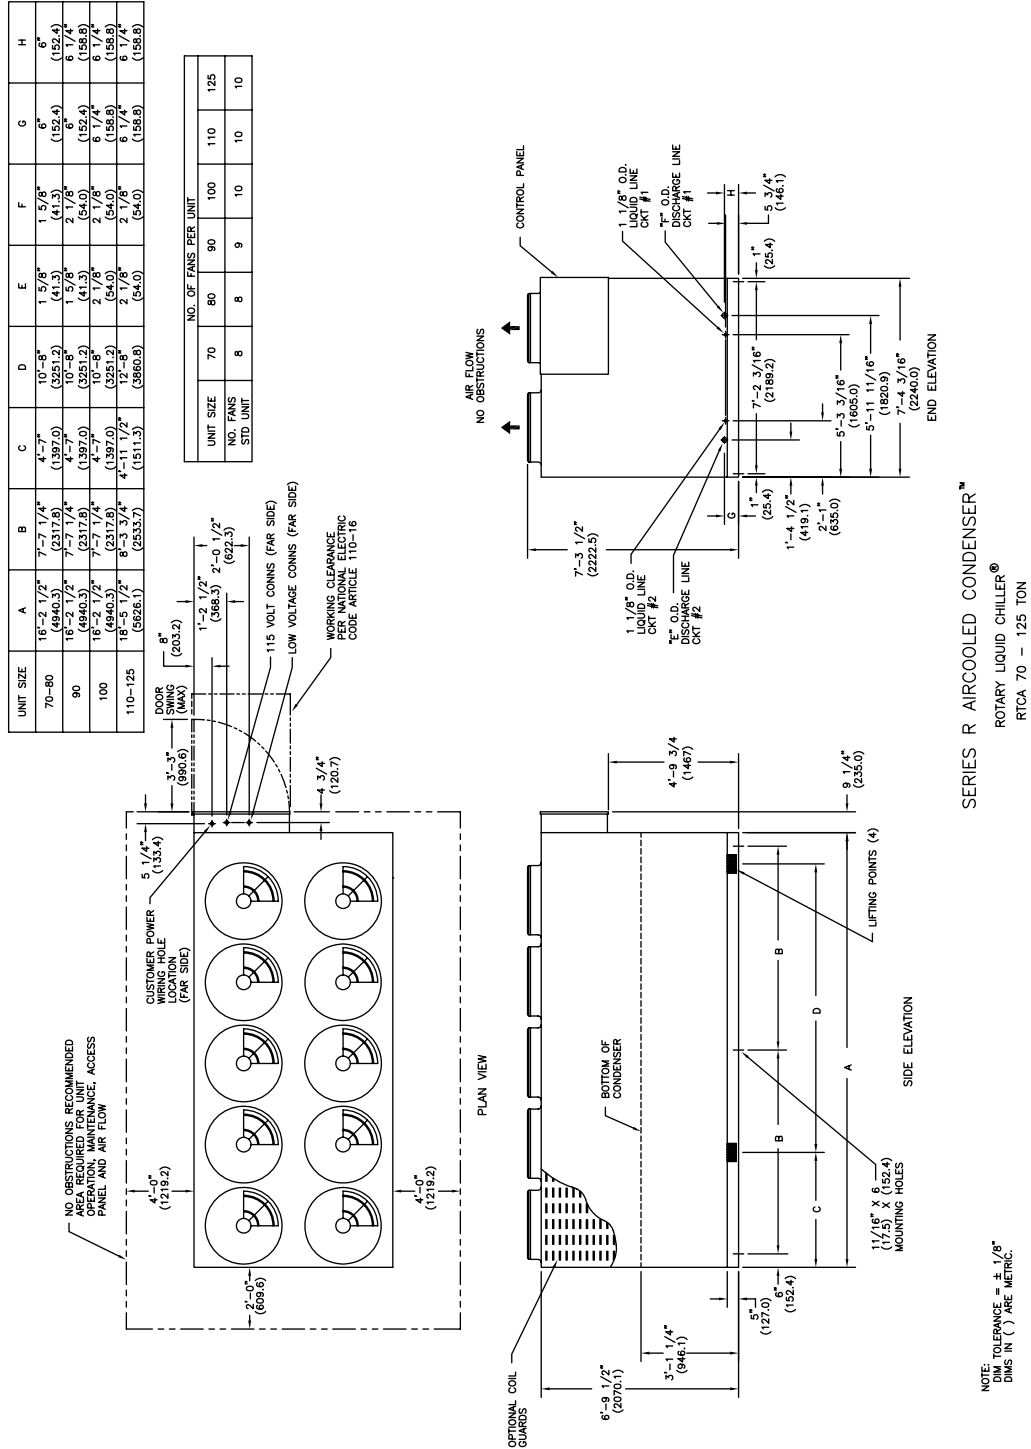 UNIT SIZE A B C D E F G H
70-80 16'-2 1/2" 7'-7 1/4" 4'-7" 10'-8" 1 5/8" 1 5/8" 6" 6"
(4940.3) (2317.8) (1397.0) (3251.2) (41.3) (41.3) (152.4) (152.4)
90 16'-2 1/2" 7'-7 1/4" 4'-7" 10'-8" 1 5/8" 2 1/8" 6" 6 1/4"
(4940.3) (2317.8) (1397.0) (3251.2) (41.3) (54.0) (152.4) (158.8)
100 16'-2 1/2" 7'-7 1/4" 4'-7" 10'-8" 2 1/8" 2 1/8" 6 1/4" 6 1/4"
(4940.3) (2317.8) (1397.0) (3251.2) (54.0) (54.0) (158.8) (158.8)
110-125 18'-5 1/2" 8'-3 3/4" 4'-11 1/2" 12'-8" 2 1/8" 2 1/8" 6 1/4" 6 1/4"
(5626.1) (2533.7) (1511.3) (3860.8) (54.0) (54.0) (158.8) (158.8)
NO. OF FANS PER UNIT
UNIT SIZE 70 80 90 100 110 125
NO. FANS
STD UNIT 8 8 9 10 10 10
NO OBSTRUCTIONS RECOMMENDED
AREA REQUIRED FOR UNIT
OPERATION, MAINTENANCE, ACCESS
PANEL AND AIR FLOW
CUSTOMER POWER
WIRING HOLE
LOCATION
(FAR SIDE)
5 1/4"
(133.4)
3'-3"
(990.6)
DOOR
SWING
(MAX)
8"
(203.2)
1'-2 1/2"
(368.3)
2'-0 1/2"
(622.3)
115 VOLT CONNS (FAR SIDE)
LOW VOLTAGE CONNS (FAR SIDE)
WORKING CLEARANCE
PER NATIONAL ELECTRIC
CODE ARTICLE 110-16
4 3/4"
(120.7)
4'-0"
(1219.2)
4'-0"
(1219.2)
2'-0"
(609.6)
PLAN VIEW
OPTIONAL COIL
GUARDS
BOTTOM OF
CONDENSER
6'-9 1/2"
(2070.1)
3'-1 1/4"
(946.1)
5"
(127.0)
6"
(152.4)
11/16" X 6
(17.5) X (152.4)
MOUNTING HOLES
LIFTING POINTS (4)
4'-9 3/4
(1467)
9 1/4"
(235.0)
B
B
C
D
A
SIDE ELEVATION
AIR FLOW
NO OBSTRUCTIONS
CONTROL PANEL
7'-3 1/2"
(2222.5)
1 1/8" O.D.
LIQUID LINE
CKT #2
"E" O.D.
DISCHARGE LINE
CKT #2
1 1/8" O.D.
LIQUID LINE
CKT #1
"F" O.D.
DISCHARGE LINE
CKT #1
G
H
5 3/4"
(146.1)
1"
(25.4)
1"
(25.4)
7'-2 3/16"
(2189.2)
1'-4 1/2"
(419.1)
2'-1"
(635.0)
5'-3 3/16"
(1605.0)
5'-11 11/16"
(1820.9)
7'-4 3/16"
(2240.0)
END ELEVATION
SERIES R AIRCOOLED CONDENSER™
ROTARY LIQUID CHILLER®
RTCA 70 - 125 TON
NOTE:
DIM TOLERANCE = ± 1/8"
DIMS IN ( ) ARE METRIC.